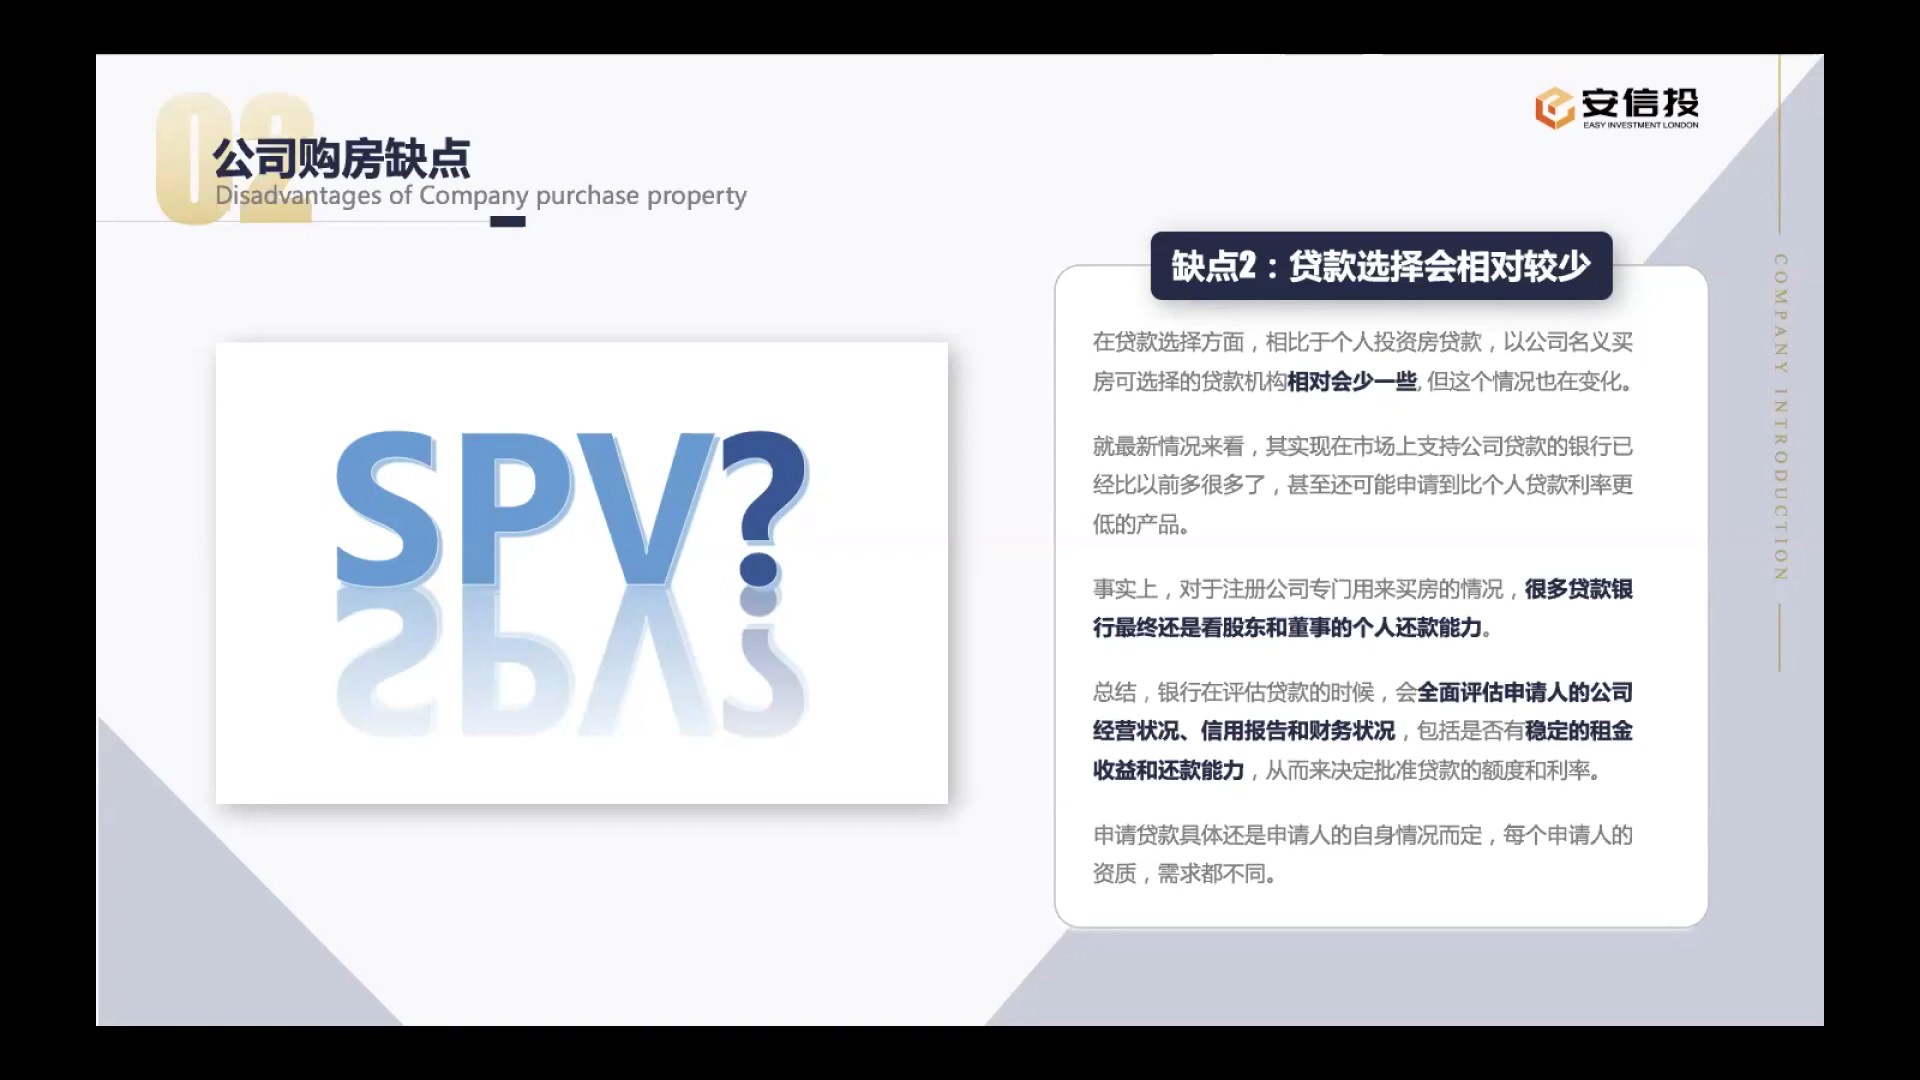 02
公司购房缺点
Disadvantages of Company purchase property
安信投
EASY INVESTMENT LONDON
SPV?
缺点2：贷款选择会相对较少
在贷款选择方面，相比于个人投资房贷款，以公司名义买
房可选择的贷款机构相对会少一些,但这个情况也在变化。
就最新情况来看，其实现在市场上支持公司贷款的银行已
经比以前多很多了，甚至还可能申请到比个人贷款利率更
低的产品。
事实上，对于注册公司专门用来买房的情况，很多贷款银
行最终还是看股东和董事的个人还款能力。
总结，银行在评估贷款的时候，会全面评估申请人的公司
经营状况、信用报告和财务状况，包括是否有稳定的租金
收益和还款能力，从而来决定批准贷款的额度和利率。
申请贷款具体还是申请人的自身情况而定，每个申请人的
资质，需求都不同。
COMPANY INTRODUCTION